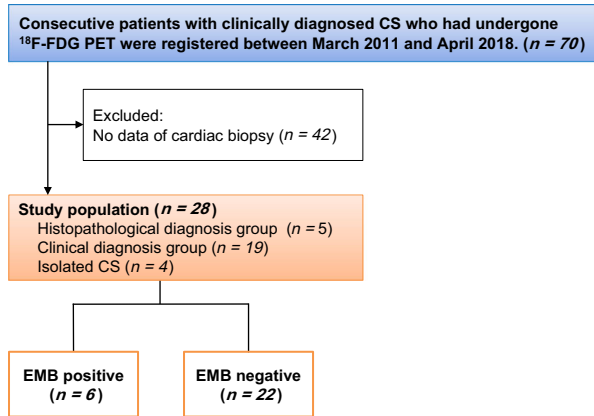 Consecutive patients with clinically diagnosed CS who had undergone
¹⁸F-FDG PET were registered between March 2011 and April 2018. (n = 70)
Excluded:
No data of cardiac biopsy (n = 42)
Study population (n = 28)
Histopathological diagnosis group (n = 5)
Clinical diagnosis group (n = 19)
Isolated CS (n = 4)
EMB positive
(n = 6)
EMB negative
(n = 22)